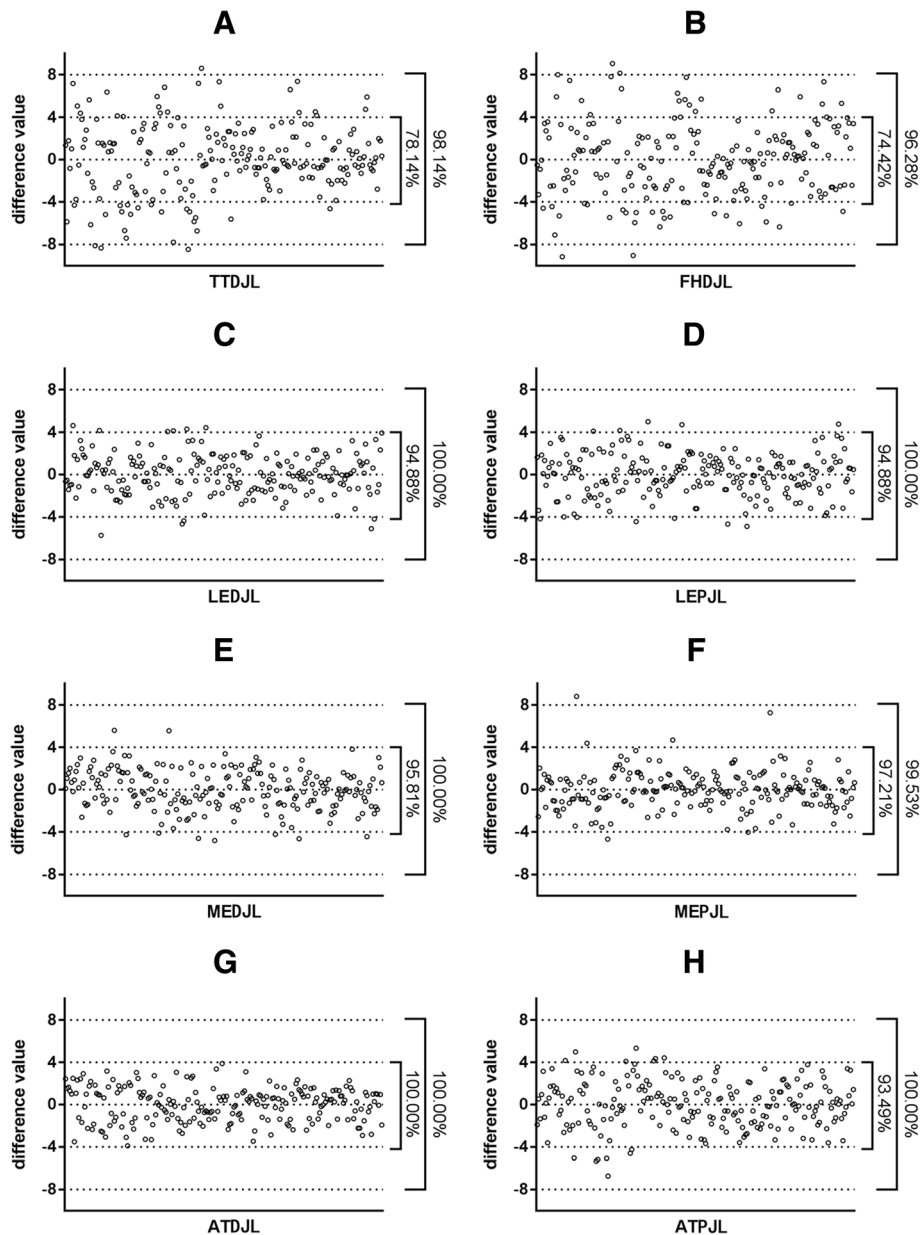 A
difference value
8
4
0
-4
-8
78.14%
98.14%
TTDJL
B
difference value
8
4
0
-4
-8
74.42%
96.28%
FHDJL
C
difference value
8
4
0
-4
-8
94.88%
100.00%
LEDJL
D
difference value
8
4
0
-4
-8
94.88%
100.00%
LEPJL
E
difference value
8
4
0
-4
-8
95.81%
100.00%
MEDJL
F
difference value
8
4
0
-4
-8
97.21%
99.53%
MEPJL
G
difference value
8
4
0
-4
-8
100.00%
100.00%
ATDJL
H
difference value
8
4
0
-4
-8
93.49%
100.00%
ATPJL